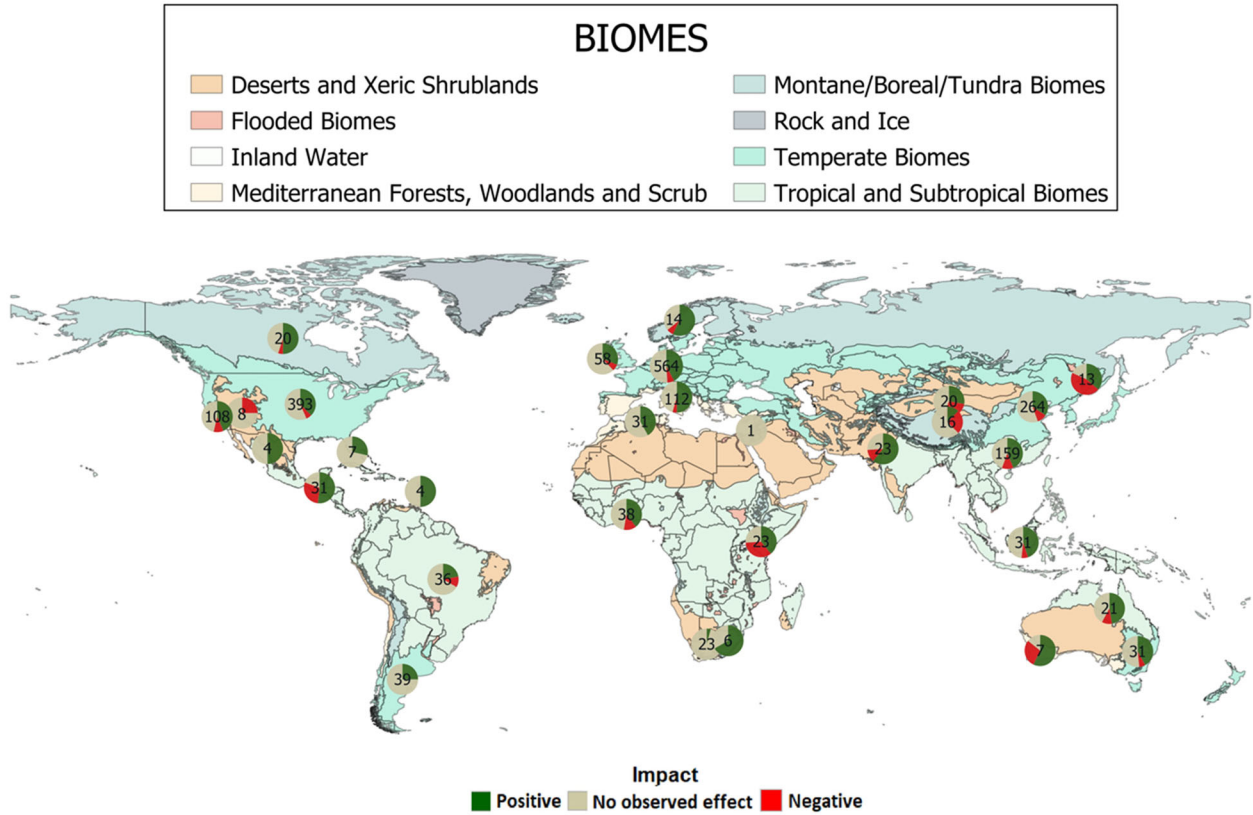 BIOMES
Deserts and Xeric Shrublands
Flooded Biomes
Inland Water
Mediterranean Forests, Woodlands and Scrub
Montane/Boreal/Tundra Biomes
Rock and Ice
Temperate Biomes
Tropical and Subtropical Biomes
14
20
58
564
13
112
393
20
108
8
264
31
16
1
4
7
23
159
31
4
38
23
31
36
21
6
23
7
31
39
Impact
Positive
No observed effect
Negative